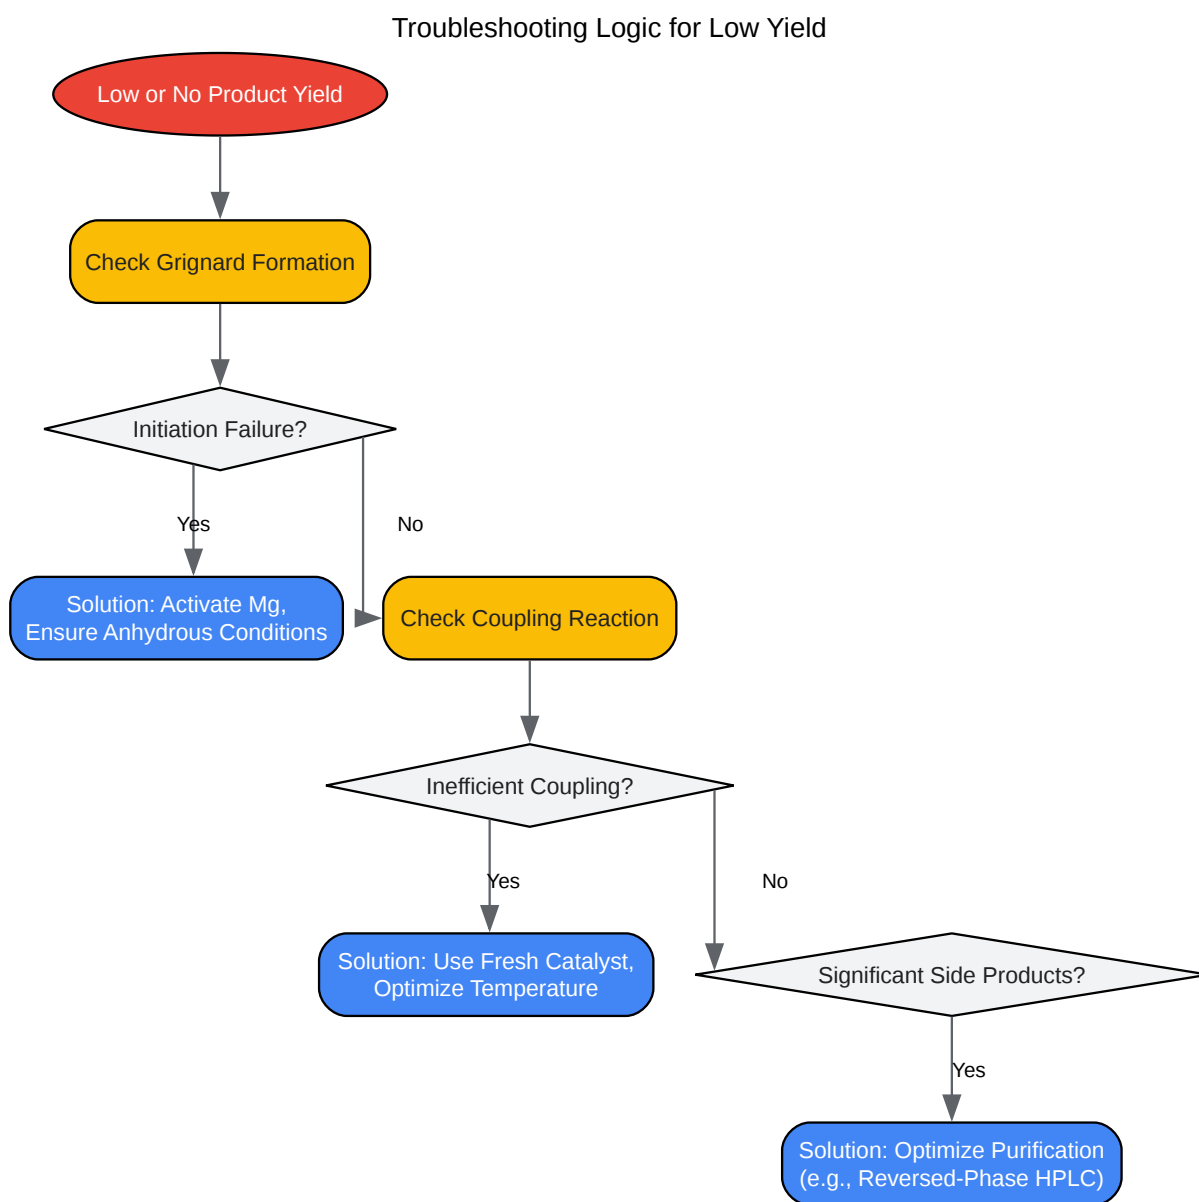 Troubleshooting Logic for Low Yield
Low or No Product Yield
Check Grignard Formation
Initiation Failure?
Yes
No
Solution: Activate Mg,
Ensure Anhydrous Conditions
Check Coupling Reaction
Inefficient Coupling?
Yes
No
Solution: Use Fresh Catalyst,
Optimize Temperature
Significant Side Products?
Yes
Solution: Optimize Purification
(e.g., Reversed-Phase HPLC)